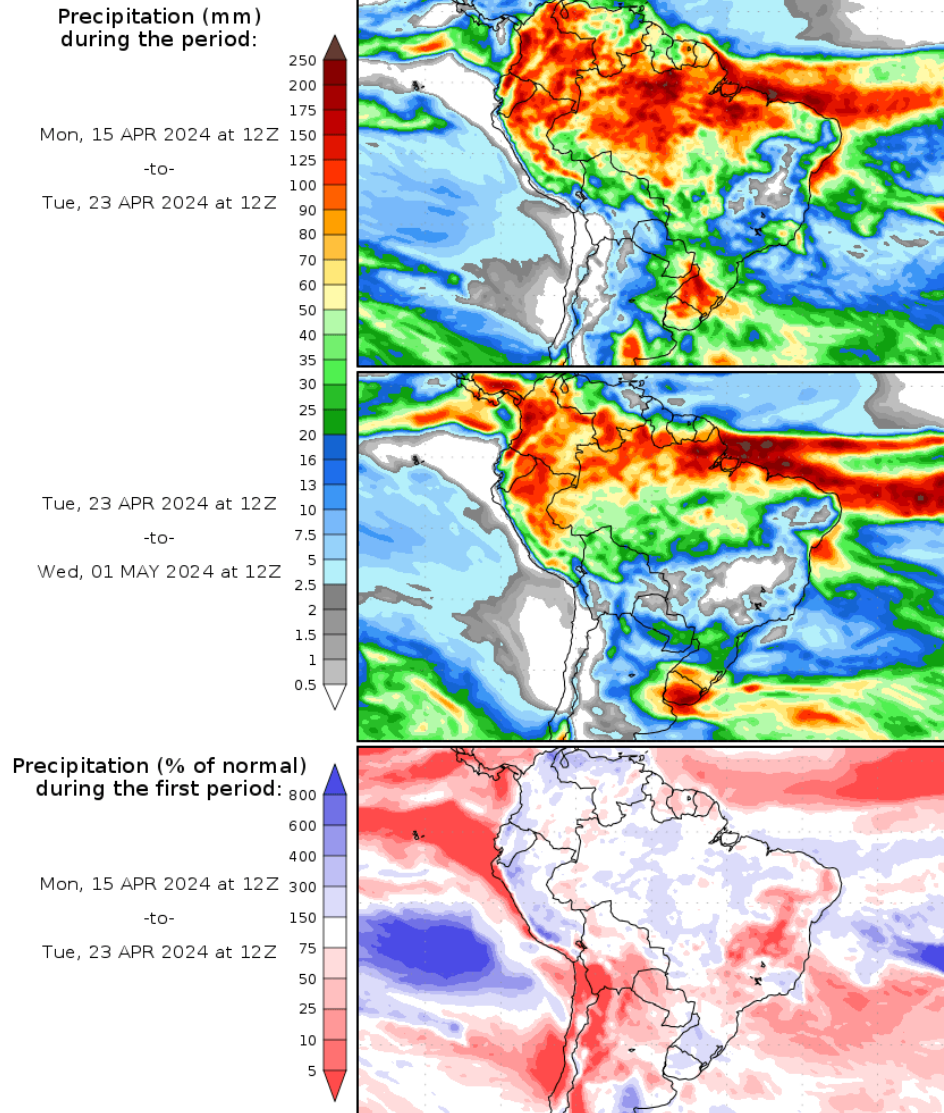 Precipitation (mm)
during the period:
250
200
175
150
125
100
90
80
70
60
50
40
35
30
25
20
16
13
10
7.5
5
2.5
2
1.5
1
0.5
Mon, 15 APR 2024 at 12Z
-to-
Tue, 23 APR 2024 at 12Z
Tue, 23 APR 2024 at 12Z
-to-
Wed, 01 MAY 2024 at 12Z
Precipitation (% of normal)
during the first period:
800
600
400
300
150
75
50
25
10
5
Mon, 15 APR 2024 at 12Z
-to-
Tue, 23 APR 2024 at 12Z